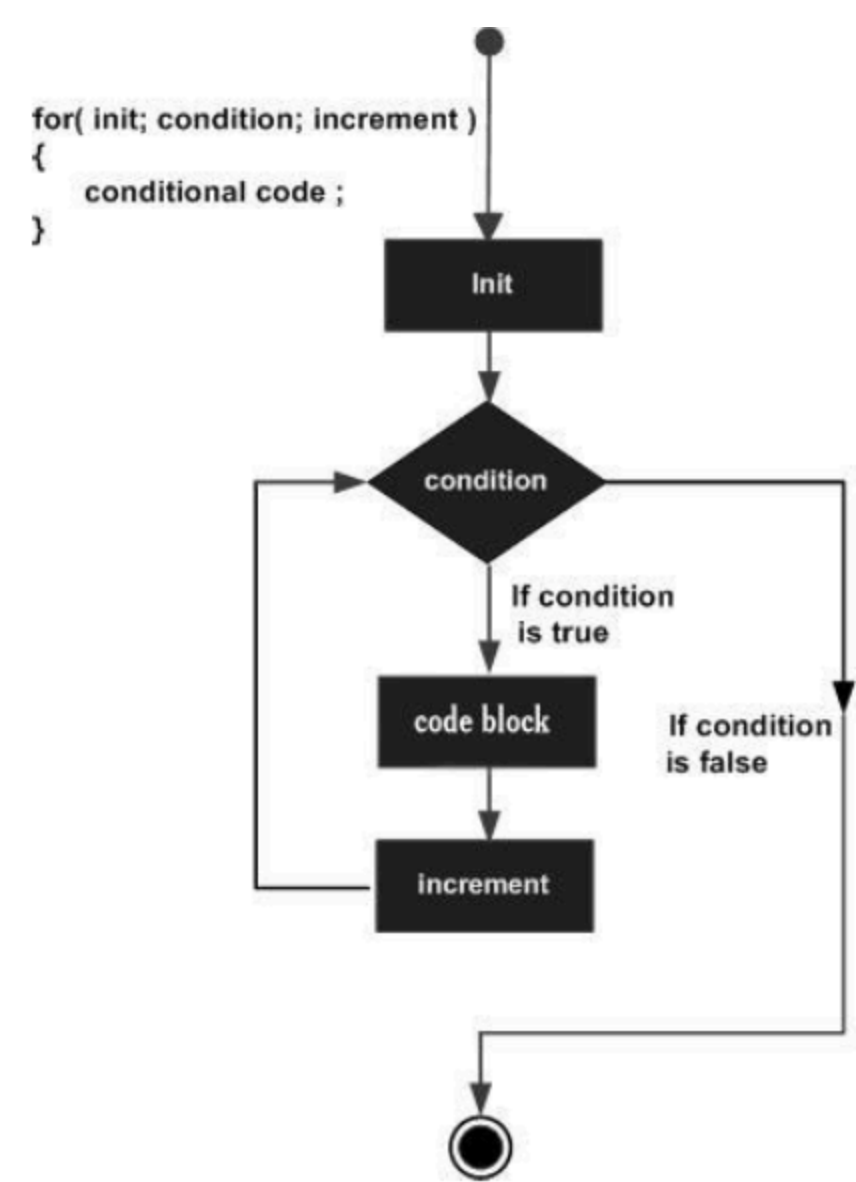 for( init; condition; increment )
{
conditional code ;
}
Init
condition
If condition
is true
code block
If condition
is false
increment